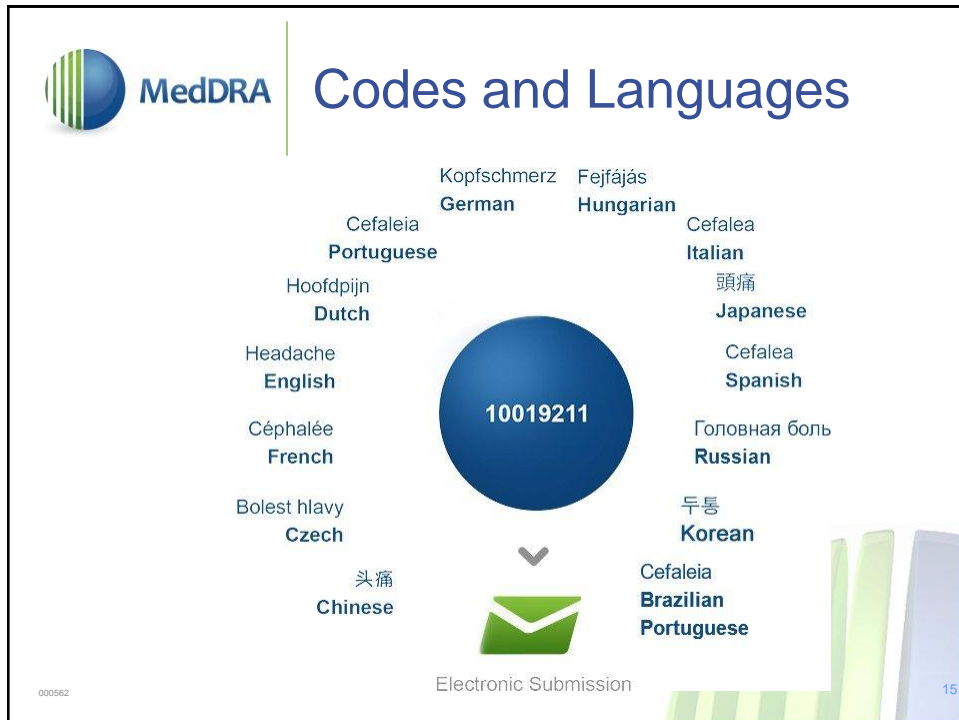 MedDRA
Codes and Languages
Kopfschmerz
German
Fejfájás
Hungarian
Cefaleia
Portuguese
Cefalea
Italian
Hoofdpijn
Dutch
頭痛
Japanese
Headache
English
Cefalea
Spanish
10019211
Céphalée
French
Головная боль
Russian
Bolest hlavy
Czech
두통
Korean
头痛
Chinese
Cefaleia
Brazilian
Portuguese
Electronic Submission
000562
15